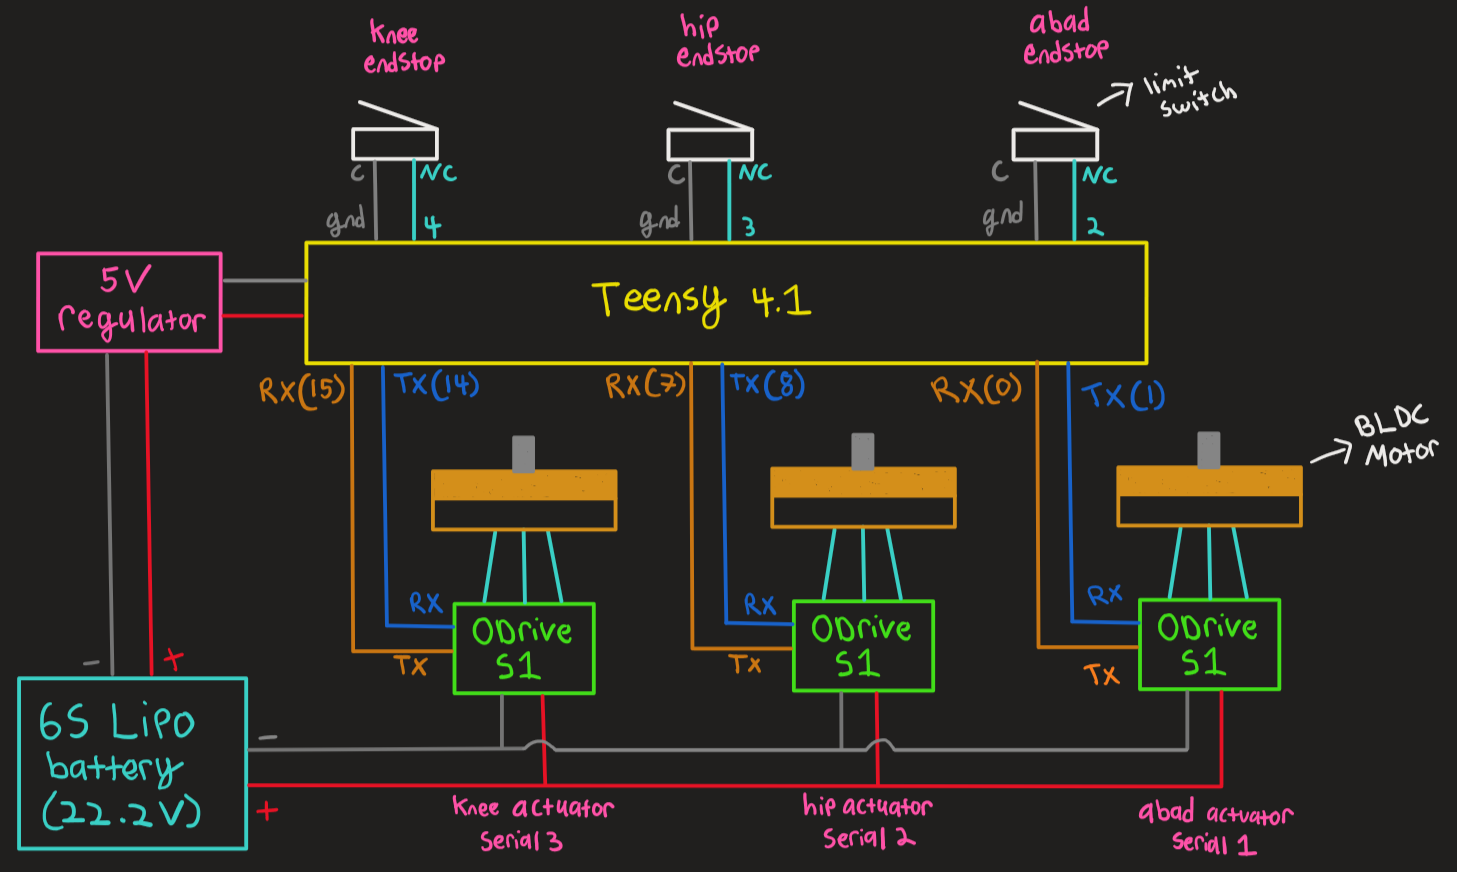 knee
endstop
hip
endstop
abad
endstop
limit
switch
C
NC
gnd
4
C
NC
gnd
3
C
NC
gnd
2
5V
regulator
Teensy 4.1
RX(15)
TX(14)
RX(7)
TX(8)
RX(0)
TX(1)
BLDC
Motor
RX
TX
ODrive
S1
RX
TX
ODrive
S1
RX
TX
ODrive
S1
-
+
6S Lipo
battery
(22.2V)
-
+
knee actuator
Serial 3
hip actuator
Serial 2
abad actuator
Serial 1